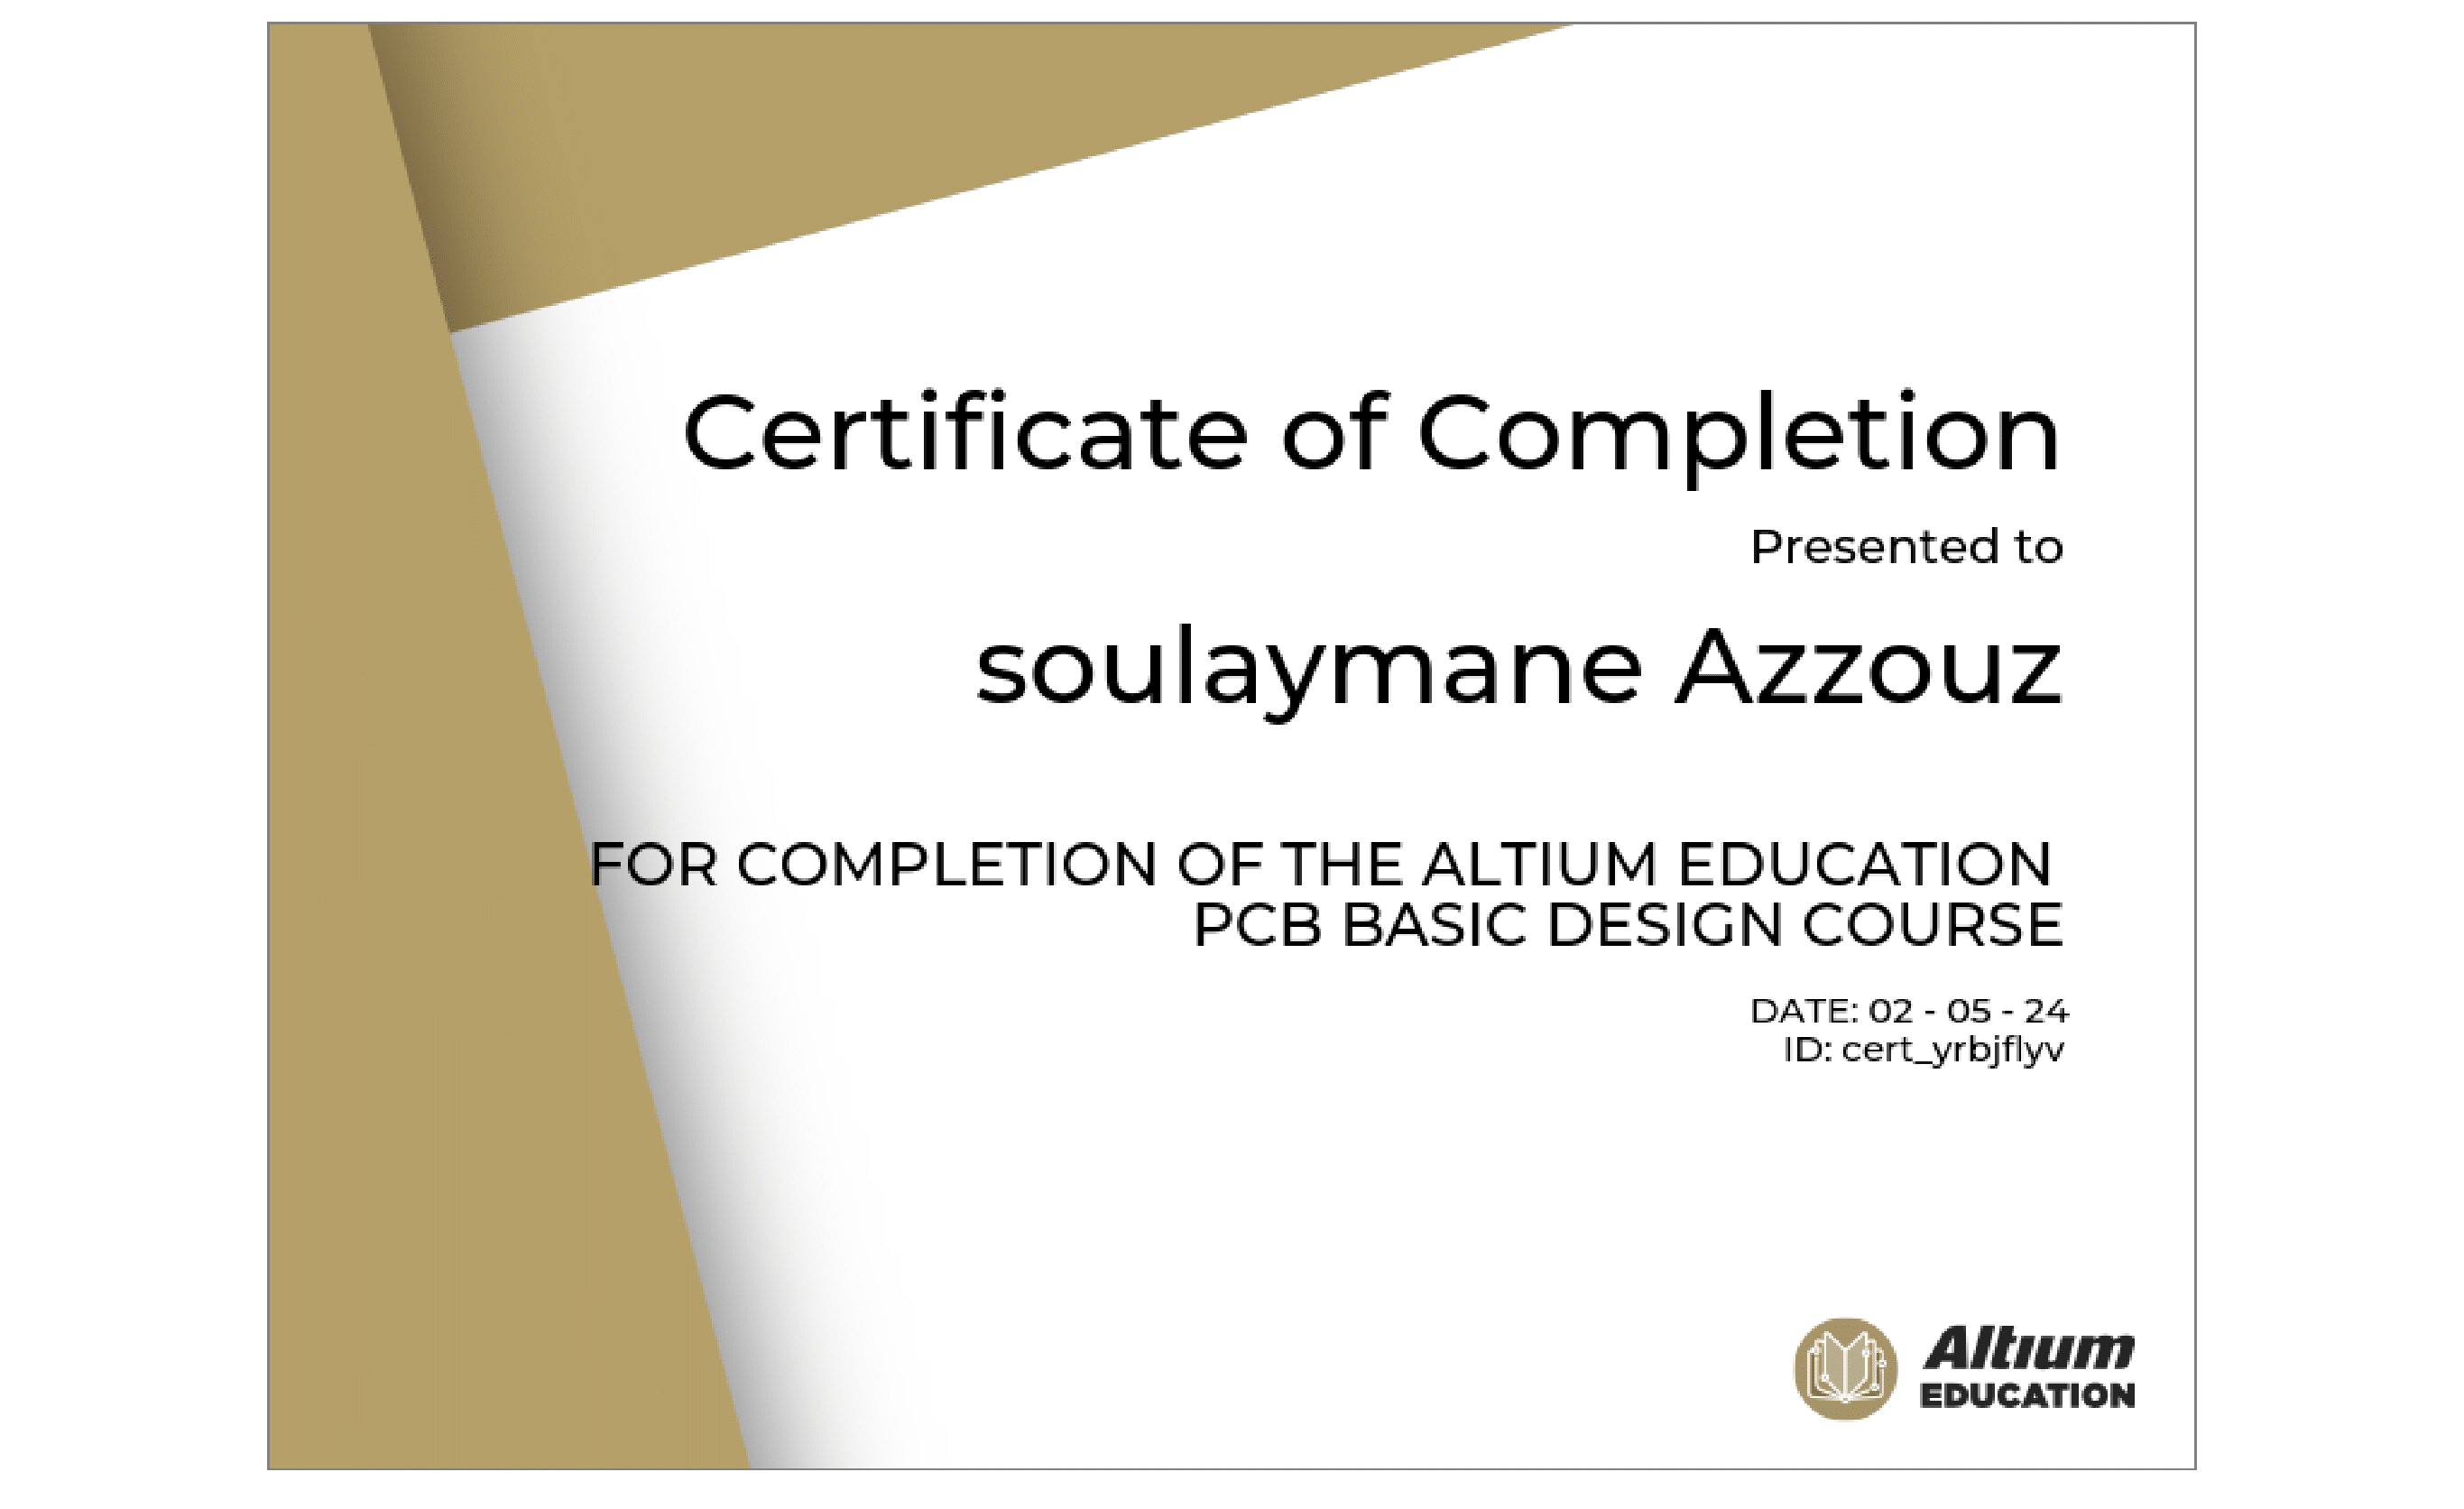 Certificate of Completion
Presented to
soulaymane Azzouz
FOR COMPLETION OF THE ALTIUM EDUCATION
PCB BASIC DESIGN COURSE
DATE: 02 - 05 - 24
ID: cert_yrbjflyv
Altium
EDUCATION